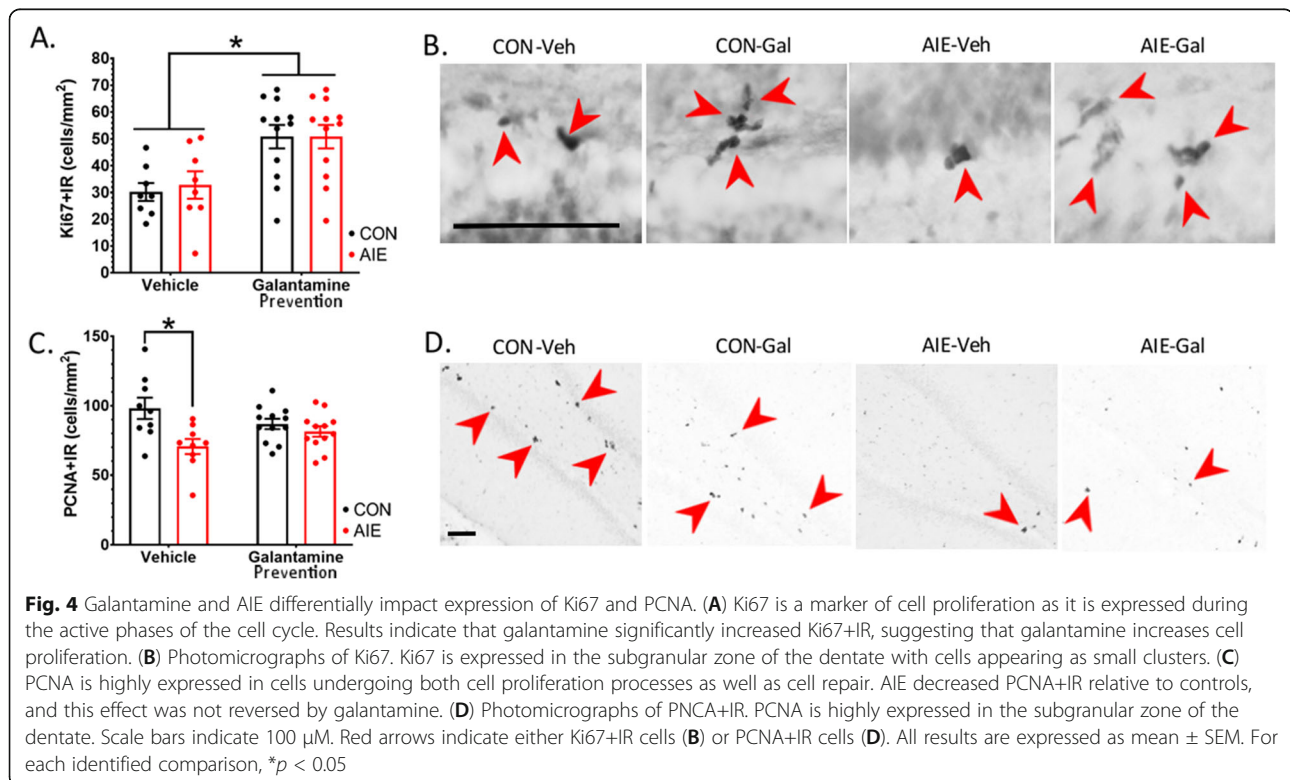 A.
Ki67+IR (cells/mm²)
80
70
60
50
40
30
20
10
0
*
Vehicle
Galantamine
Prevention
CON
AIE
B.
CON-Veh
CON-Gal
AIE-Veh
AIE-Gal
C.
PCNA+IR (cells/mm²)
150
100
50
0
*
Vehicle
Galantamine
Prevention
CON
AIE
D.
CON-Veh
CON-Gal
AIE-Veh
AIE-Gal
Fig. 4 Galantamine and AIE differentially impact expression of Ki67 and PCNA. (A) Ki67 is a marker of cell proliferation as it is expressed during
the active phases of the cell cycle. Results indicate that galantamine significantly increased Ki67+IR, suggesting that galantamine increases cell
proliferation. (B) Photomicrographs of Ki67. Ki67 is expressed in the subgranular zone of the dentate with cells appearing as small clusters. (C)
PCNA is highly expressed in cells undergoing both cell proliferation processes as well as cell repair. AIE decreased PCNA+IR relative to controls,
and this effect was not reversed by galantamine. (D) Photomicrographs of PNCA+IR. PCNA is highly expressed in the subgranular zone of the
dentate. Scale bars indicate 100 μM. Red arrows indicate either Ki67+IR cells (B) or PCNA+IR cells (D). All results are expressed as mean ± SEM. For
each identified comparison, *p < 0.05